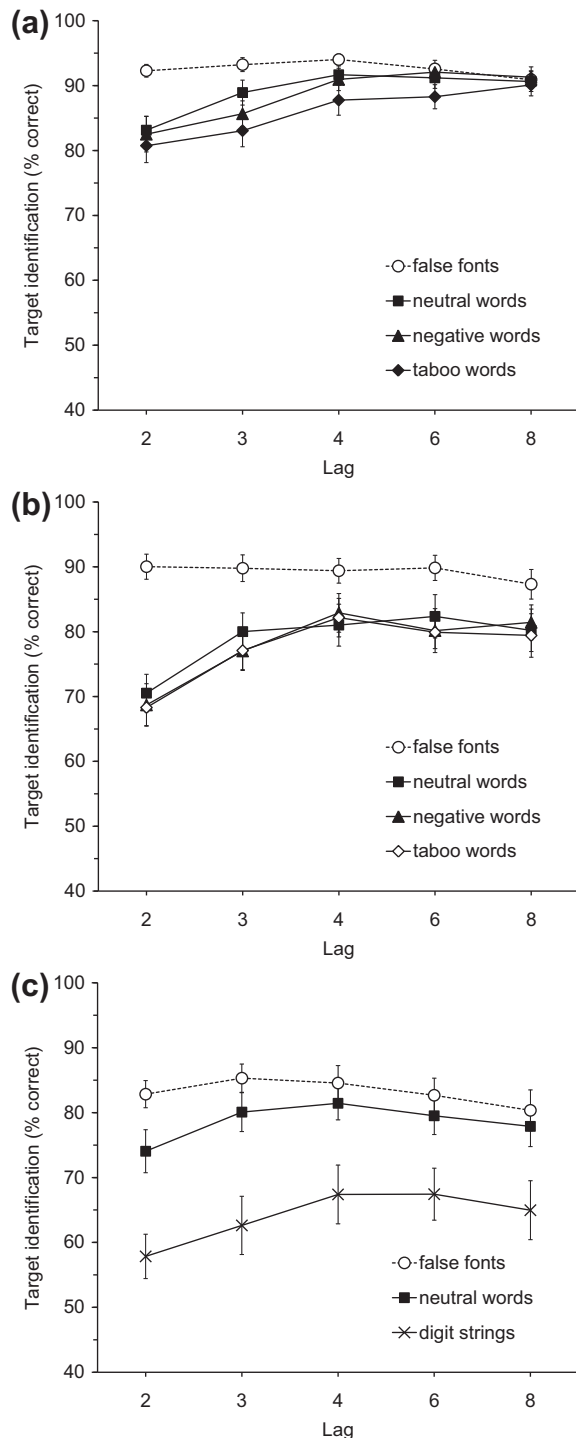 (a)
100
90
80
70
60
50
40
Target identification (% correct)
false fonts
neutral words
negative words
taboo words
2 3 4 6 8
Lag
(b)
100
90
80
70
60
50
40
Target identification (% correct)
false fonts
neutral words
negative words
taboo words
2 3 4 6 8
Lag
(c)
100
90
80
70
60
50
40
Target identification (% correct)
false fonts
neutral words
digit strings
2 3 4 6 8
Lag